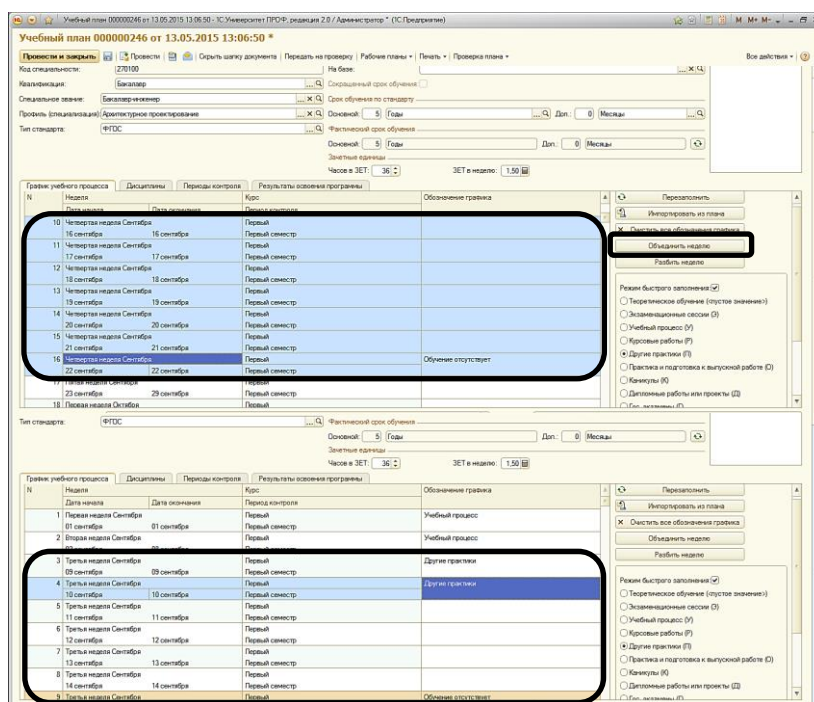 Учебный план 000000246 от 13.05.2015 13:06:50 - 1С:Университет ПРОФ, редакция 2.0 / Администратор * (1С:Предприятие)
M M+ M-
Учебный план 000000246 от 13.05.2015 13:06:50 *
Провести и закрыть Провести Скрыть шапку документа Передать на проверку Рабочие планы Печать Проверка плана Все действия
Код специальности: 270100 На базе:
Квалификация: Бакалавр Сокращенный срок обучения:
Специальное звание: Бакалавр-инженер Срок обучения по стандарту
Профиль (специализация): Архитектурное проектирование Основной: 5 Годы Доп.: 0 Месяцы
Тип стандарта: ФГОС Фактический срок обучения
Основной: 5 Годы Доп.: 0 Месяцы
Зачетные единицы
Часов в ЗЕТ: 36 ЗЕТ в неделю: 1,50
График учебного процесса Дисциплины Периоды контроля Результаты освоения программы
N Неделя Курс Обозначение графика Перезаполнить
Дата начала Дата окончания Период контроля Импортировать из плана
10 Четвертая неделя Сентября Первый Очистить все обозначения графика
16 сентября 16 сентября Первый семестр
11 Четвертая неделя Сентября Первый Объединить неделю
17 сентября 17 сентября Первый семестр Разбить неделю
12 Четвертая неделя Сентября Первый
18 сентября 18 сентября Первый семестр
13 Четвертая неделя Сентября Первый Режим быстрого заполнения:
19 сентября 19 сентября Первый семестр Теоретическое обучение (<пустое значение>)
14 Четвертая неделя Сентября Первый Экзаменационные сессии (Э)
20 сентября 20 сентября Первый семестр
15 Четвертая неделя Сентября Первый Учебный процесс (У)
21 сентября 21 сентября Первый семестр Курсовые работы (Р)
16 Четвертая неделя Сентября Первый Обучение отсутствует Другие практики (П)
22 сентября 22 сентября Первый семестр Практика и подготовка к выпускной работе (О)
17 Пятая неделя Сентября Первый Каникулы (К)
23 сентября 29 сентября Первый семестр Дипломные работы или проекты (Д)
18 Первая неделя Октября Первый
Тип стандарта: ФГОС Фактический срок обучения
Основной: 5 Годы Доп.: 0 Месяцы
Зачетные единицы
Часов в ЗЕТ: 36 ЗЕТ в неделю: 1,50
График учебного процесса Дисциплины Периоды контроля Результаты освоения программы
N Неделя Курс Обозначение графика Перезаполнить
Дата начала Дата окончания Период контроля Импортировать из плана
1 Первая неделя Сентября Первый Учебный процесс
01 сентября 01 сентября Первый семестр Очистить все обозначения графика
2 Вторая неделя Сентября Первый Учебный процесс Объединить неделю
Первый семестр Разбить неделю
3 Третья неделя Сентября Первый Другие практики
09 сентября 09 сентября Первый семестр
4 Третья неделя Сентября Первый Другие практики Режим быстрого заполнения:
10 сентября 10 сентября Первый семестр Теоретическое обучение (<пустое значение>)
5 Третья неделя Сентября Первый Экзаменационные сессии (Э)
11 сентября 11 сентября Первый семестр Учебный процесс (У)
6 Третья неделя Сентября Первый
12 сентября 12 сентября Первый семестр Курсовые работы (Р)
7 Третья неделя Сентября Первый Другие практики (П)
13 сентября 13 сентября Первый семестр Практика и подготовка к выпускной работе (О)
8 Третья неделя Сентября Первый Каникулы (К)
14 сентября 14 сентября Первый семестр Дипломные работы или проекты (Д)
9 Третья неделя Сентября Первый Обучение отсутствует